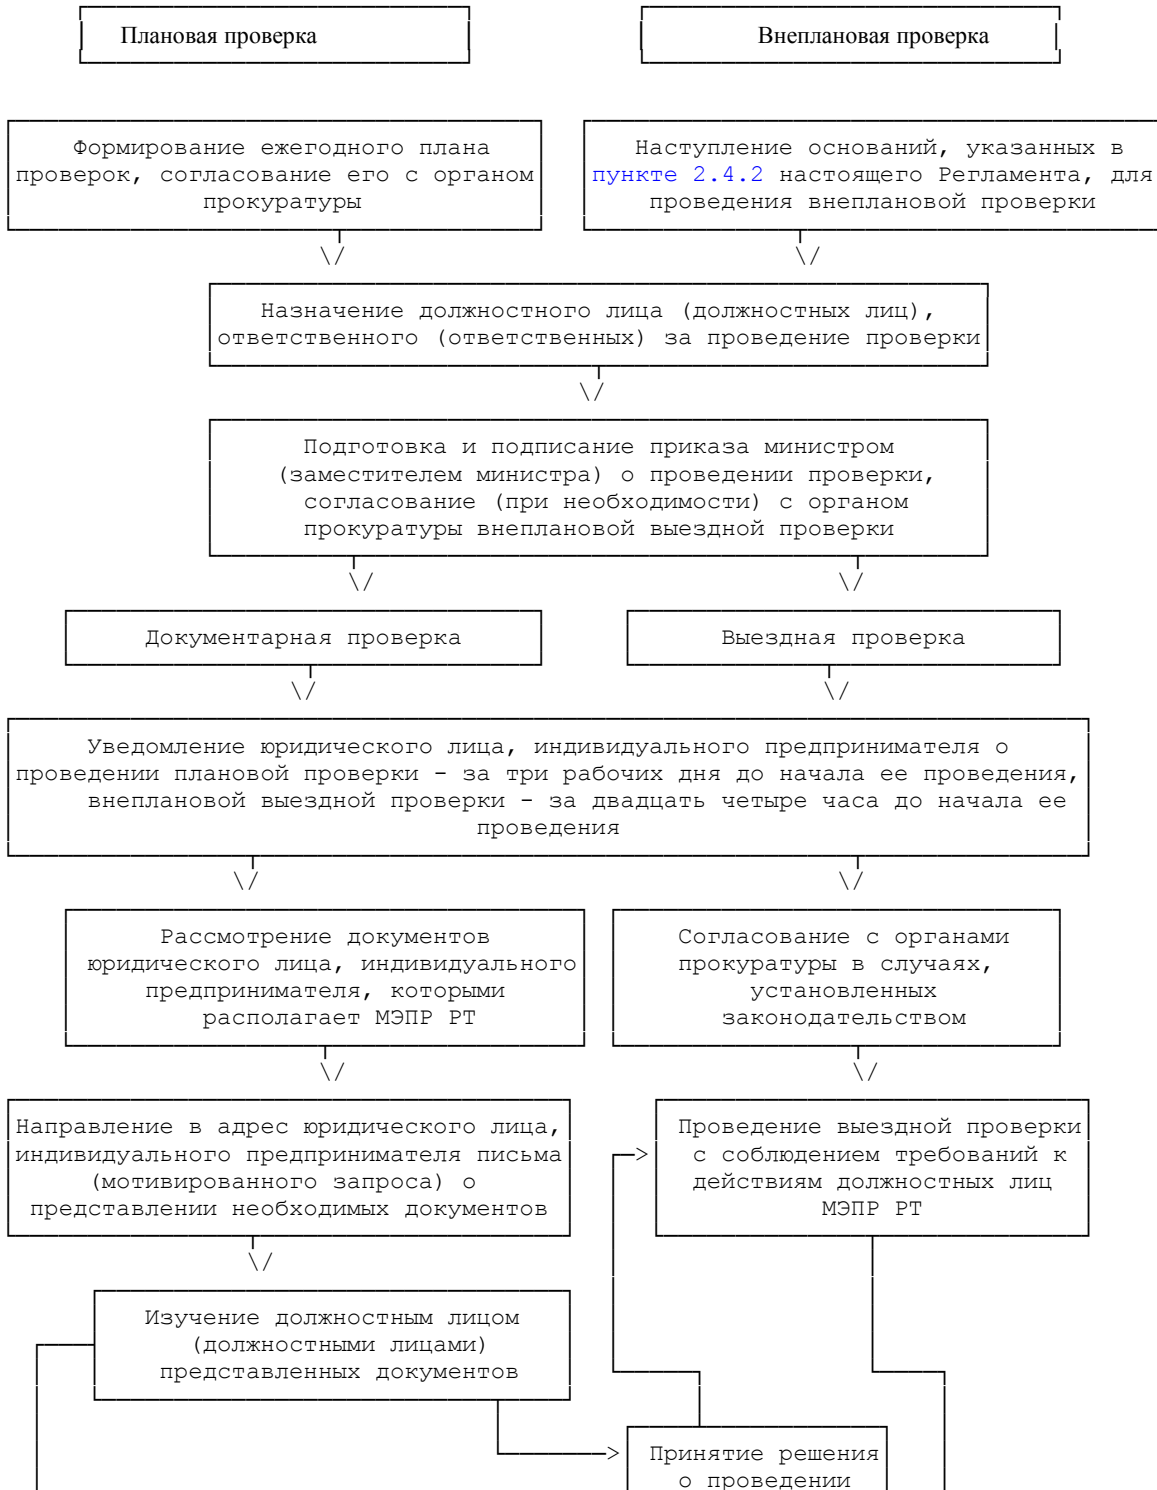 Плановая проверка
Внеплановая проверка
Формирование ежегодного плана
проверок, согласование его с органом
прокуратуры
Наступление оснований, указанных в
пункте 2.4.2 настоящего Регламента, для
проведения внеплановой проверки
Назначение должностного лица (должностных лиц),
ответственного (ответственных) за проведение проверки
Подготовка и подписание приказа министром
(заместителем министра) о проведении проверки,
согласование (при необходимости) с органом
прокуратуры внеплановой выездной проверки
Документарная проверка
Выездная проверка
Уведомление юридического лица, индивидуального предпринимателя о
проведении плановой проверки - за три рабочих дня до начала ее проведения,
внеплановой выездной проверки - за двадцать четыре часа до начала ее
проведения
Рассмотрение документов
юридического лица, индивидуального
предпринимателя, которыми
располагает МЭПР РТ
Согласование с органами
прокуратуры в случаях,
установленных
законодательством
Направление в адрес юридического лица,
индивидуального предпринимателя письма
(мотивированного запроса) о
представлении необходимых документов
Проведение выездной проверки
с соблюдением требований к
действиям должностных лиц
МЭПР РТ
Изучение должностным лицом
(должностными лицами)
представленных документов
Принятие решения
о проведении